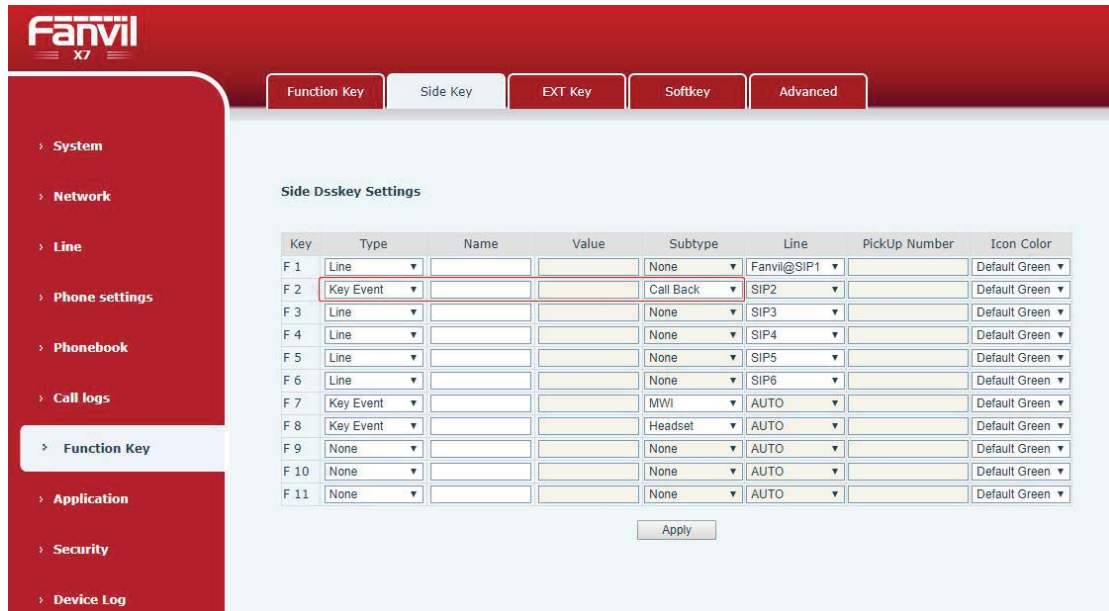 Fanvil
X7
Function Key Side Key EXT Key Softkey Advanced
› System
› Network
› Line
› Phone settings
› Phonebook
› Call logs
› Function Key
› Application
› Security
› Device Log
Side Dsskey Settings
Key Type Name Value Subtype Line PickUp Number Icon Color
F 1 Line None Fanvil@SIP1 Default Green
F 2 Key Event Call Back SIP2 Default Green
F 3 Line None SIP3 Default Green
F 4 Line None SIP4 Default Green
F 5 Line None SIP5 Default Green
F 6 Line None SIP6 Default Green
F 7 Key Event MWI AUTO Default Green
F 8 Key Event Headset AUTO Default Green
F 9 None None AUTO Default Green
F 10 None None AUTO Default Green
F 11 None None AUTO Default Green
Apply